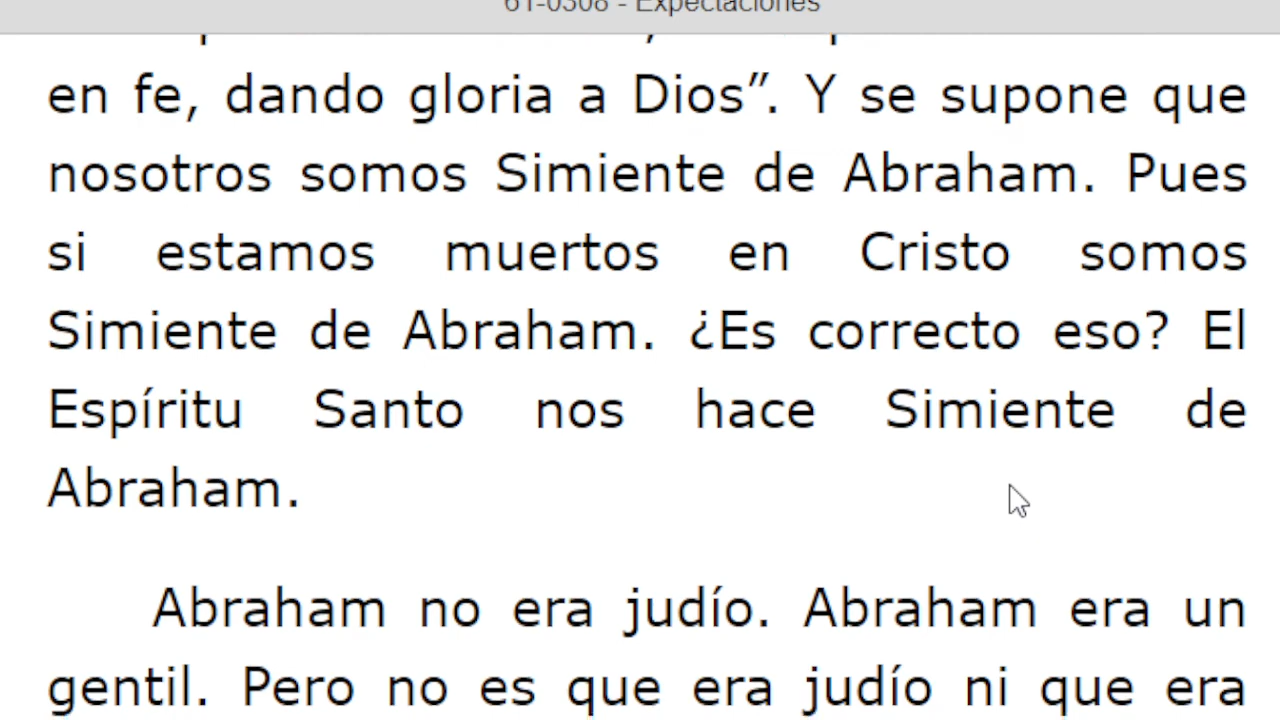 61-0308 - Expectaciones
en fe, dando gloria a Dios”. Y se supone que
nosotros somos Simiente de Abraham. Pues
si estamos muertos en Cristo somos
Simiente de Abraham. ¿Es correcto eso? El
Espíritu Santo nos hace Simiente de
Abraham.
Abraham no era judío. Abraham era un
gentil. Pero no es que era judío ni que era